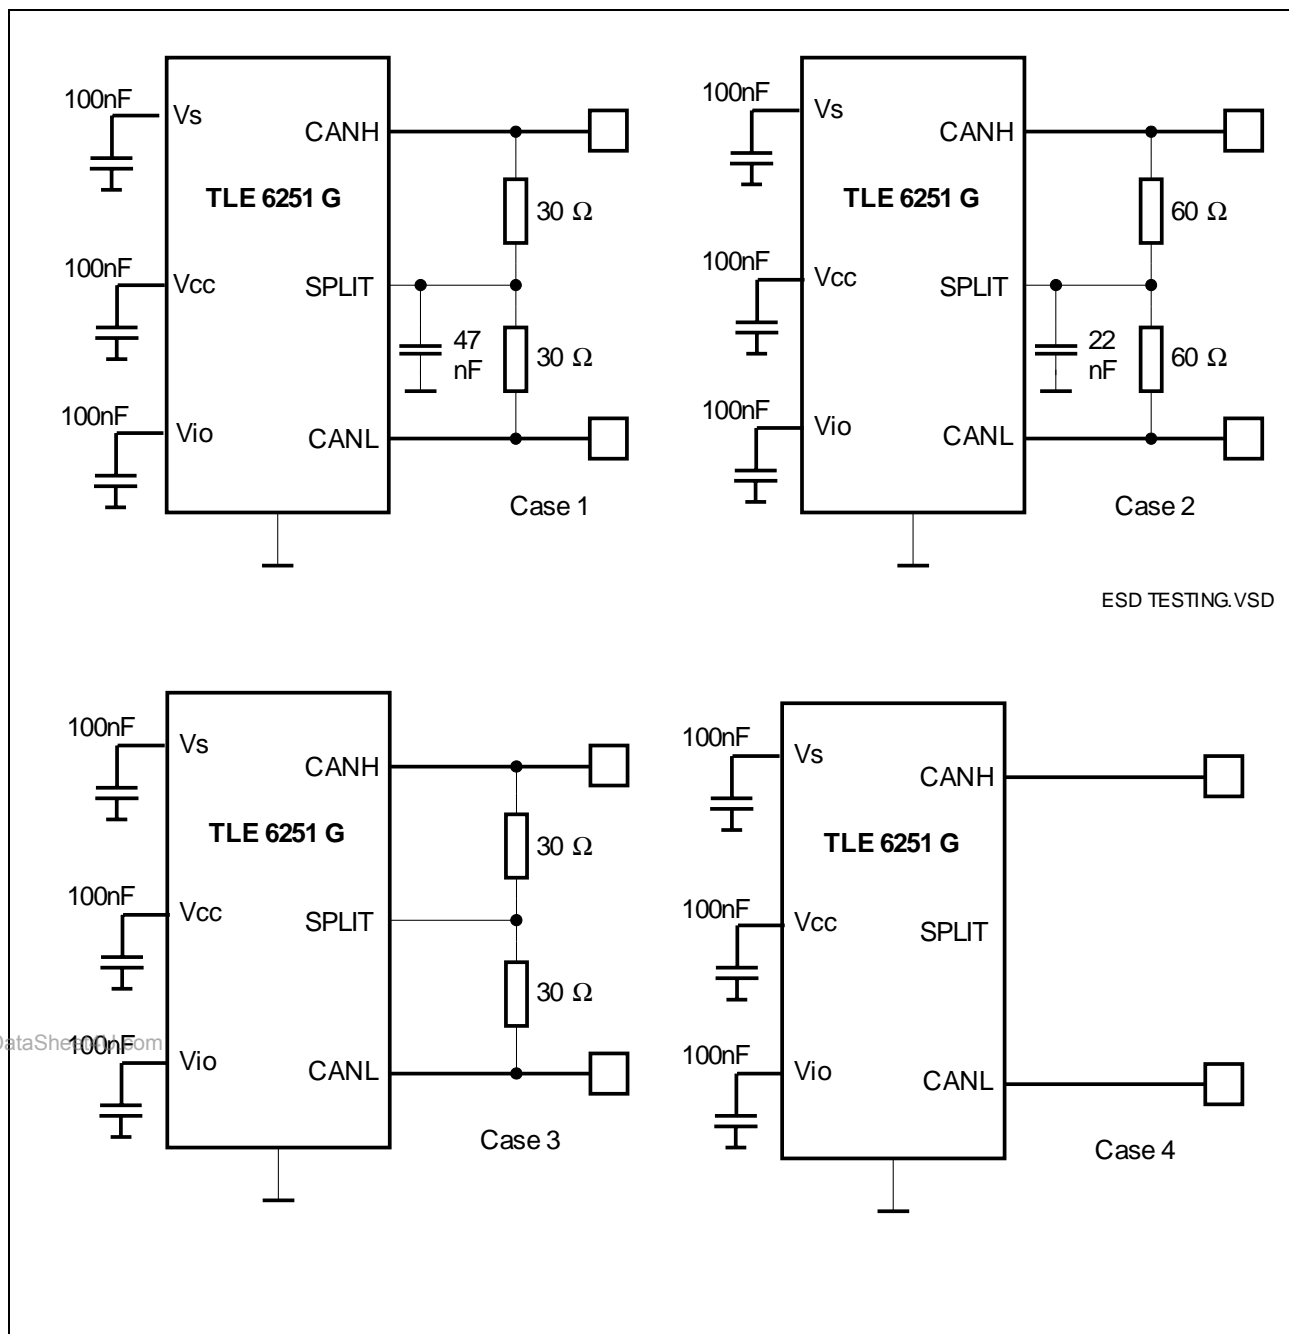 100nF
Vs
CANH
TLE 6251 G
30 Ω
100nF
Vcc
SPLIT
47
nF
30 Ω
100nF
Vio
CANL
Case 1
100nF
Vs
CANH
TLE 6251 G
60 Ω
100nF
Vcc
SPLIT
22
nF
60 Ω
100nF
Vio
CANL
Case 2
ESD TESTING.VSD
100nF
Vs
CANH
TLE 6251 G
30 Ω
100nF
Vcc
SPLIT
30 Ω
100nF
Vio
CANL
Case 3
100nF
Vs
CANH
TLE 6251 G
100nF
Vcc
SPLIT
100nF
Vio
CANL
Case 4